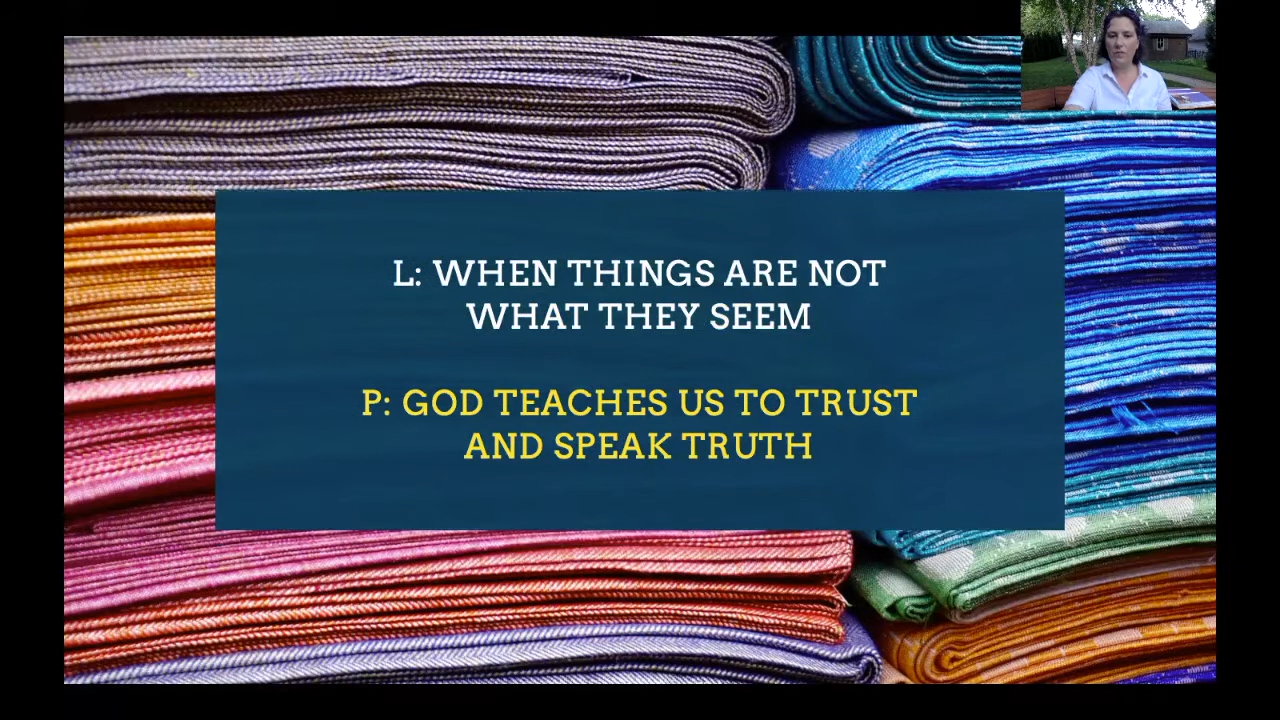 L: WHEN THINGS ARE NOT
WHAT THEY SEEM
P: GOD TEACHES US TO TRUST
AND SPEAK TRUTH